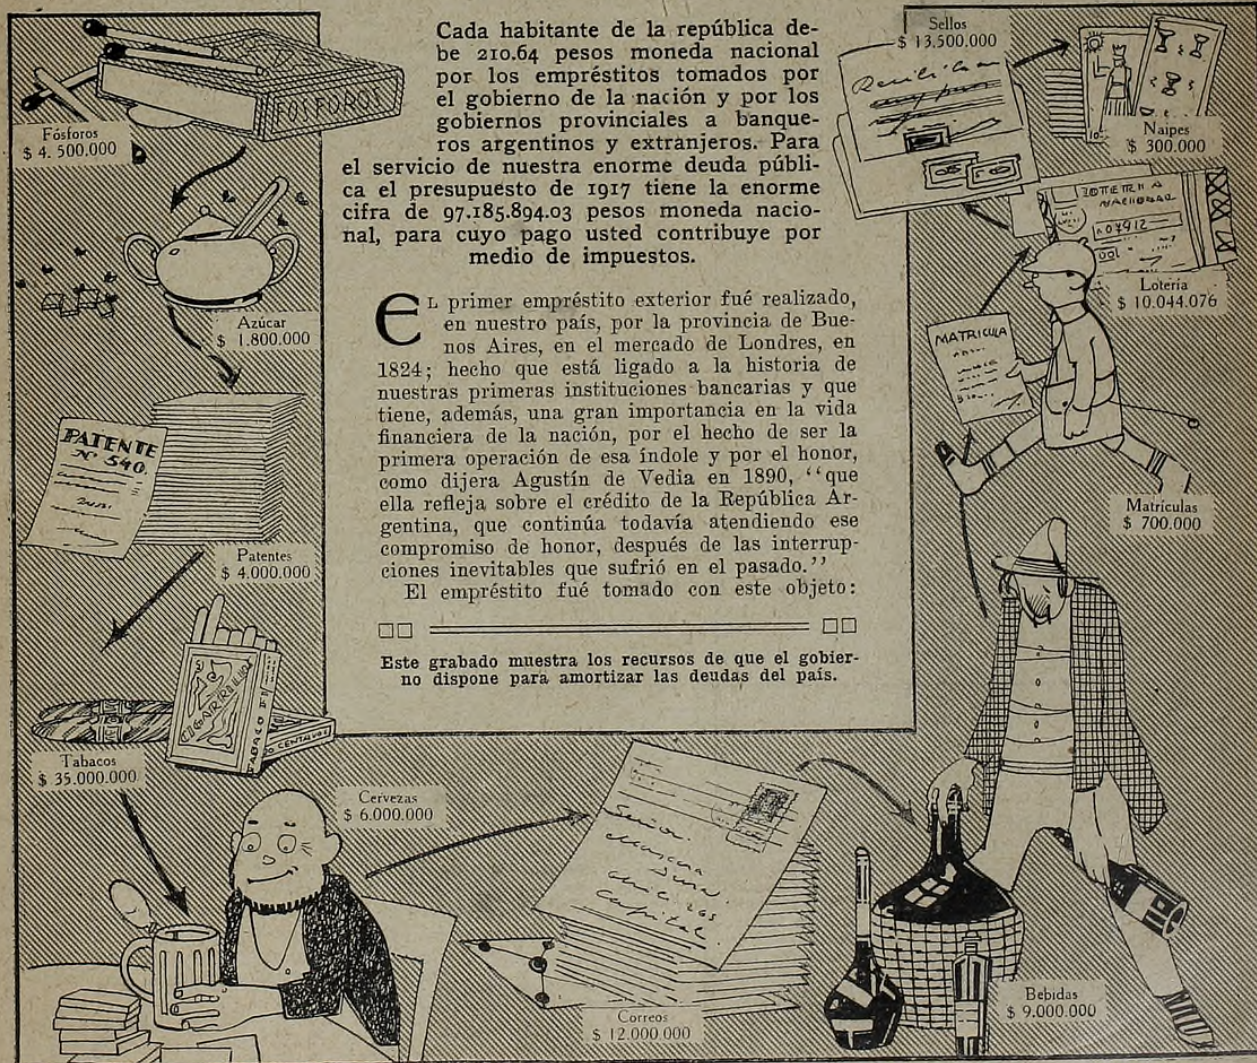 Cada habitante de la república de-
be 210.64 pesos moneda nacional
por los empréstitos tomados por
el gobierno de la nación y por los
gobiernos provinciales a banque-
ros argentinos y extranjeros. Para
el servicio de nuestra enorme deuda públi-
ca el presupuesto de 1917 tiene la enorme
cifra de 97.185.894.03 pesos moneda nacio-
nal, para cuyo pago usted contribuye por
medio de impuestos.
EL primer empréstito exterior fué realizado,
en nuestro país, por la provincia de Bue-
nos Aires, en el mercado de Londres, en
1824; hecho que está ligado a la historia de
nuestras primeras instituciones bancarias y que
tiene, además, una gran importancia en la vida
financiera de la nación, por el hecho de ser la
primera operación de esa índole y por el honor,
como dijera Agustín de Vedia en 1890, ‘‘que
ella refleja sobre el crédito de la República Ar-
gentina, que continúa todavía atendiendo ese
compromiso de honor, después de las interrup-
ciones inevitables que sufrió en el pasado.’’
El empréstito fué tomado con este objeto:
Este grabado muestra los recursos de que el gobier-
no dispone para amortizar las deudas del país.
FÓSFOROS
Fósforos
$ 4.500.000
Azúcar
$ 1.800.000
PATENTE
Nº 540.
Patentes
$ 4.000.000
CIGARRILLOS
TABACO
CENTAVOS
Tabacos
$ 35.000.000
Cervezas
$ 6.000.000
Señor
Capital
Correos
$ 12.000.000
Bebidas
$ 9.000.000
MATRICULA
Matrículas
$ 700.000
LOTERIA
NACIONAL
07912
Lotería
$ 10.044.076
Sellos
$ 13.500.000
Naipes
$ 300.000